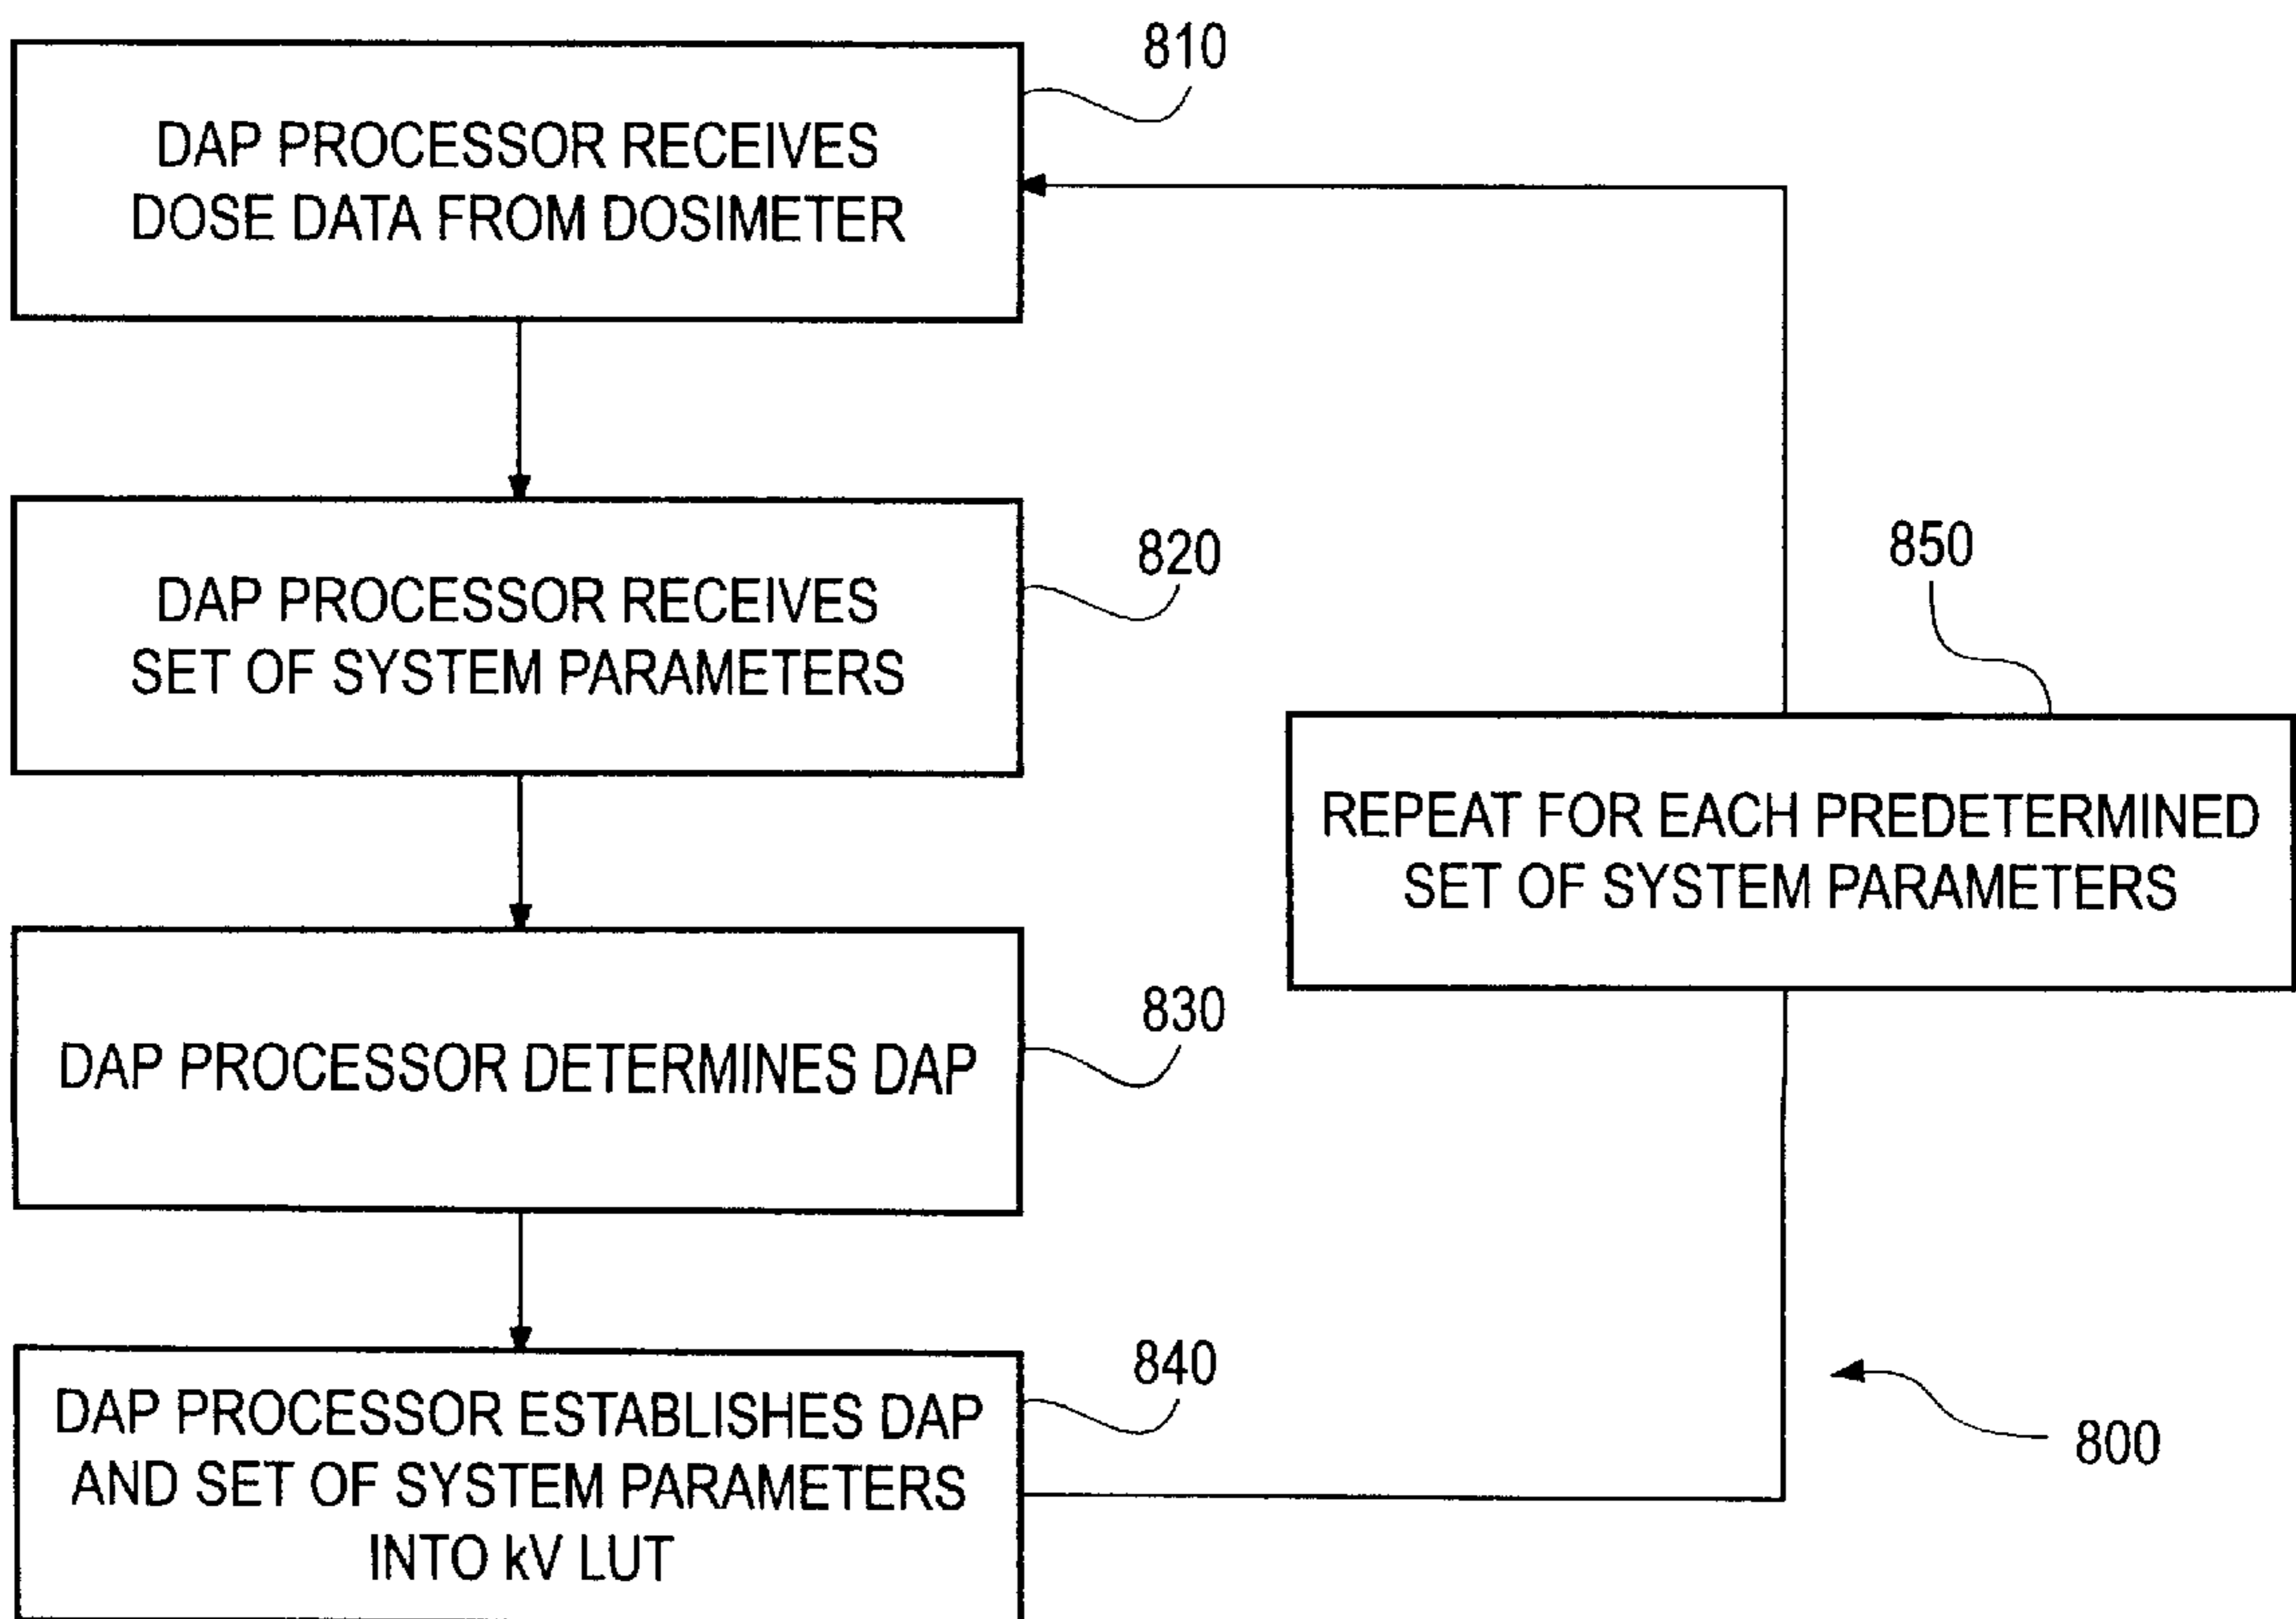 810
DAP PROCESSOR RECEIVES
DOSE DATA FROM DOSIMETER
820
DAP PROCESSOR RECEIVES
SET OF SYSTEM PARAMETERS
830
DAP PROCESSOR DETERMINES DAP
840
DAP PROCESSOR ESTABLISHES DAP
AND SET OF SYSTEM PARAMETERS
INTO kV LUT
850
REPEAT FOR EACH PREDETERMINED
SET OF SYSTEM PARAMETERS
800